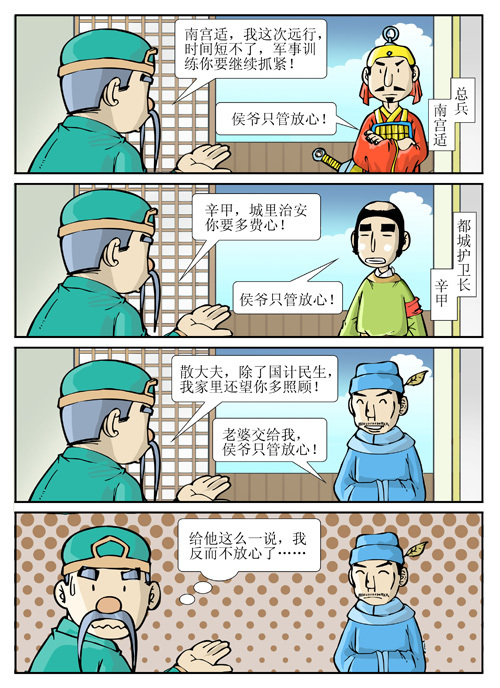 南宫适，我这次远行，
时间短不了，军事训
练你要继续抓紧！
侯爷只管放心！
总兵
南宫适
辛甲，城里治安
你要多费心！
侯爷只管放心！
都城护卫长
辛甲
散大夫，除了国计民生，
我家里还望你多照顾！
老婆交给我，
侯爷只管放心！
给他这么一说，我
反而不放心了……